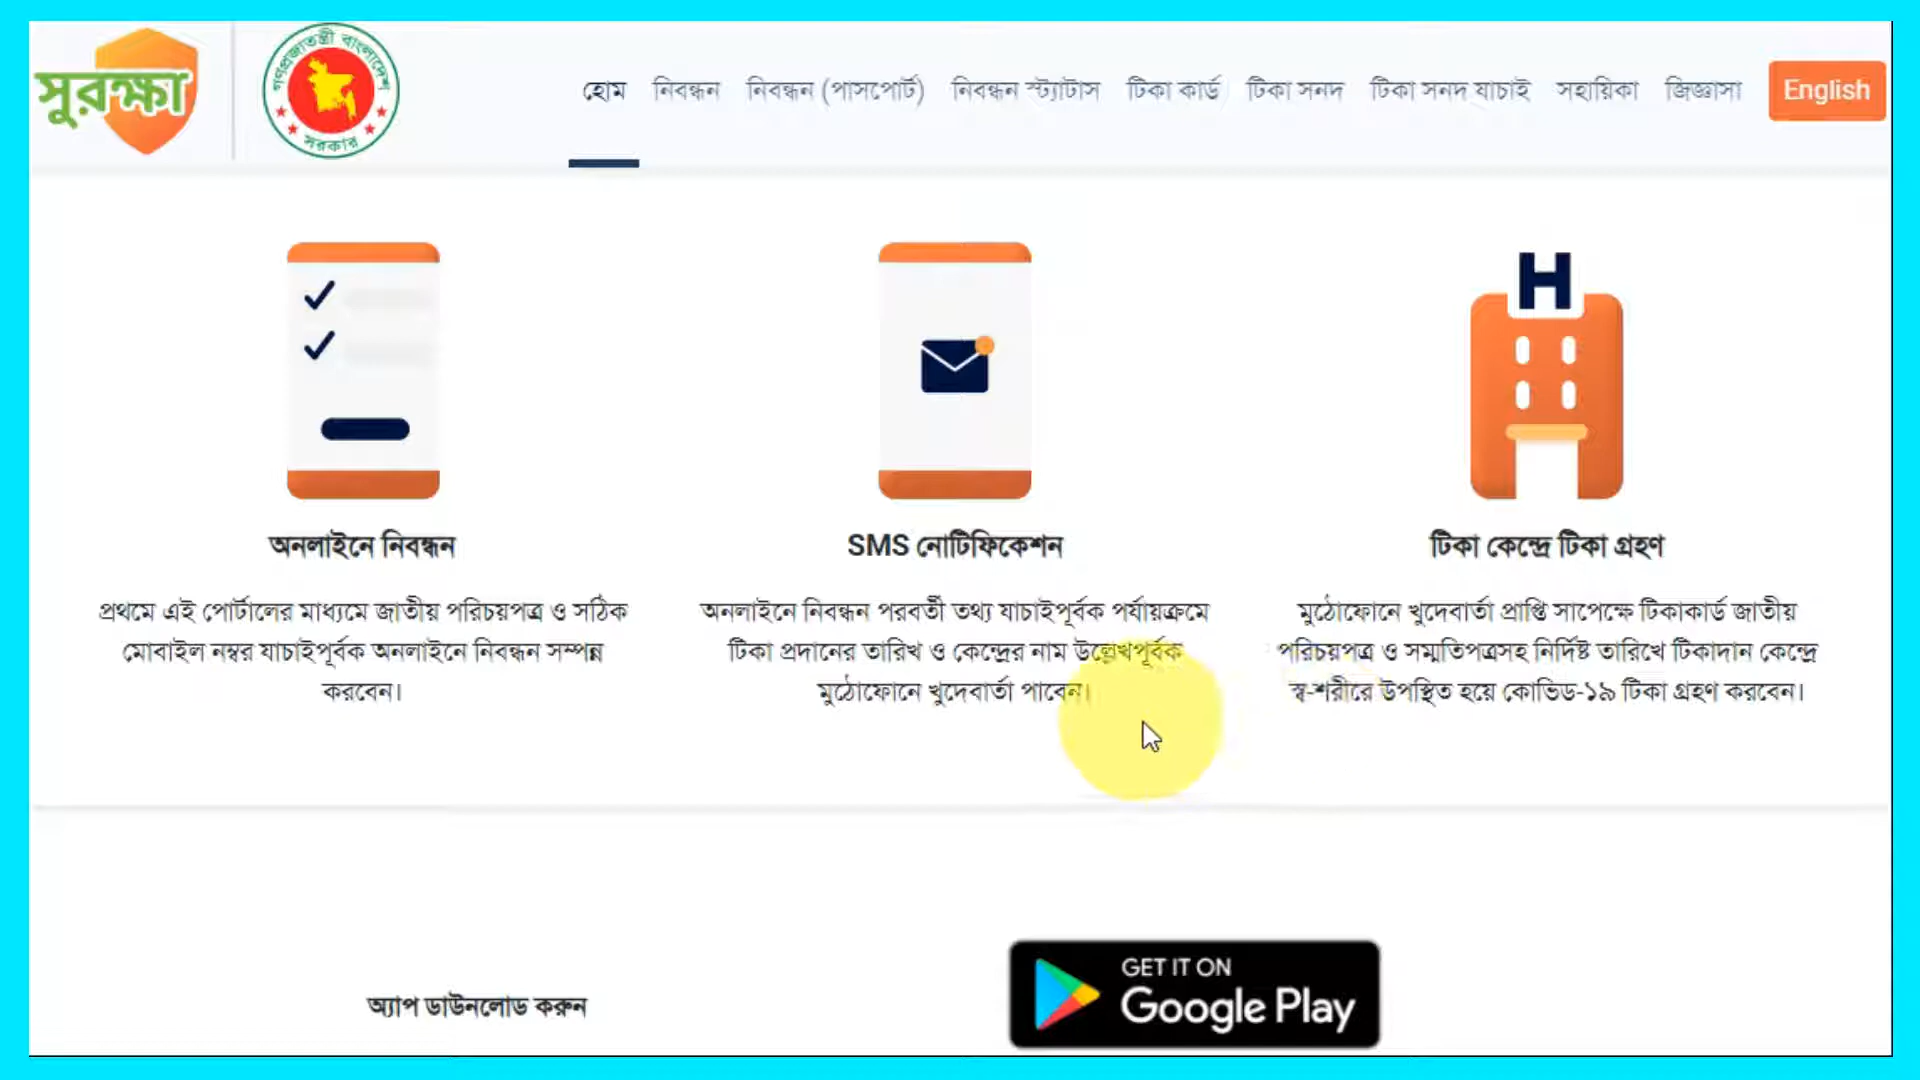 সুরক্ষা
গণপ্রজাতন্ত্রী বাংলাদেশ
সরকার
হোম নিবন্ধন নিবন্ধন (পাসপোর্ট) নিবন্ধন স্ট্যাটাস টিকা কার্ড টিকা সনদ টিকা সনদ যাচাই সহায়িকা জিজ্ঞাসা English
H
অনলাইনে নিবন্ধন
প্রথমে এই পোর্টালের মাধ্যমে জাতীয় পরিচয়পত্র ও সঠিক
মোবাইল নম্বর যাচাইপূর্বক অনলাইনে নিবন্ধন সম্পন্ন
করবেন।
SMS নোটিফিকেশন
অনলাইনে নিবন্ধন পরবর্তী তথ্য যাচাইপূর্বক পর্যায়ক্রমে
টিকা প্রদানের তারিখ ও কেন্দ্রের নাম উল্লেখপূর্বক
মুঠোফোনে খুদেবার্তা পাবেন।
টিকা কেন্দ্রে টিকা গ্রহণ
মুঠোফোনে খুদেবার্তা প্রাপ্তি সাপেক্ষে টিকাকার্ড জাতীয়
পরিচয়পত্র ও সম্মতিপত্রসহ নির্দিষ্ট তারিখে টিকাদান কেন্দ্রে
স্ব-শরীরে উপস্থিত হয়ে কোভিড-১৯ টিকা গ্রহণ করবেন।
অ্যাপ ডাউনলোড করুন
GET IT ON
Google Play